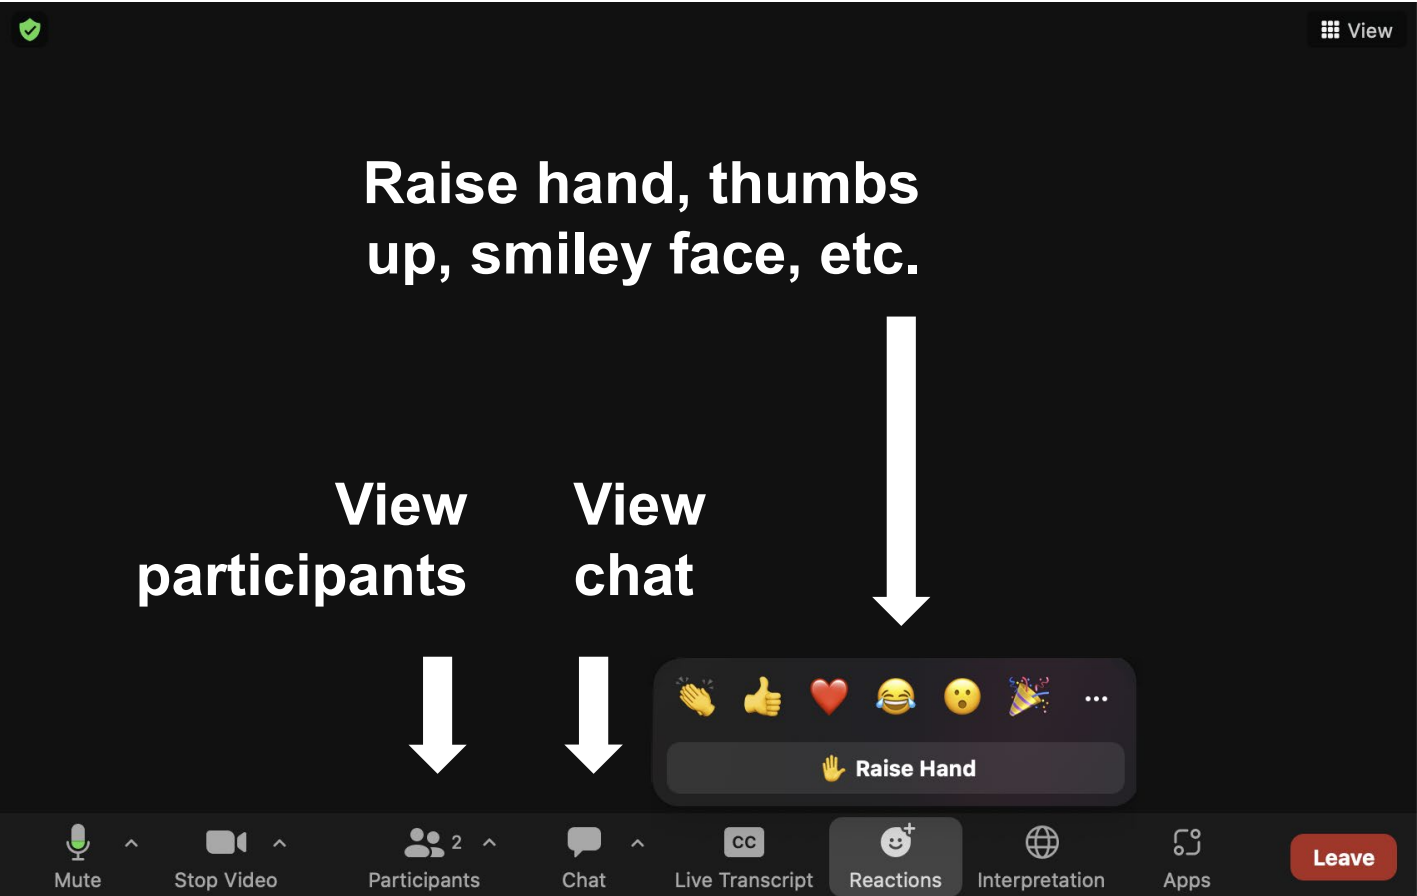 View
Raise hand, thumbs
up, smiley face, etc.
View
participants
View
chat
Raise Hand
2
CC
Mute
Stop Video
Participants
Chat
Live Transcript
Reactions
Interpretation
Apps
Leave